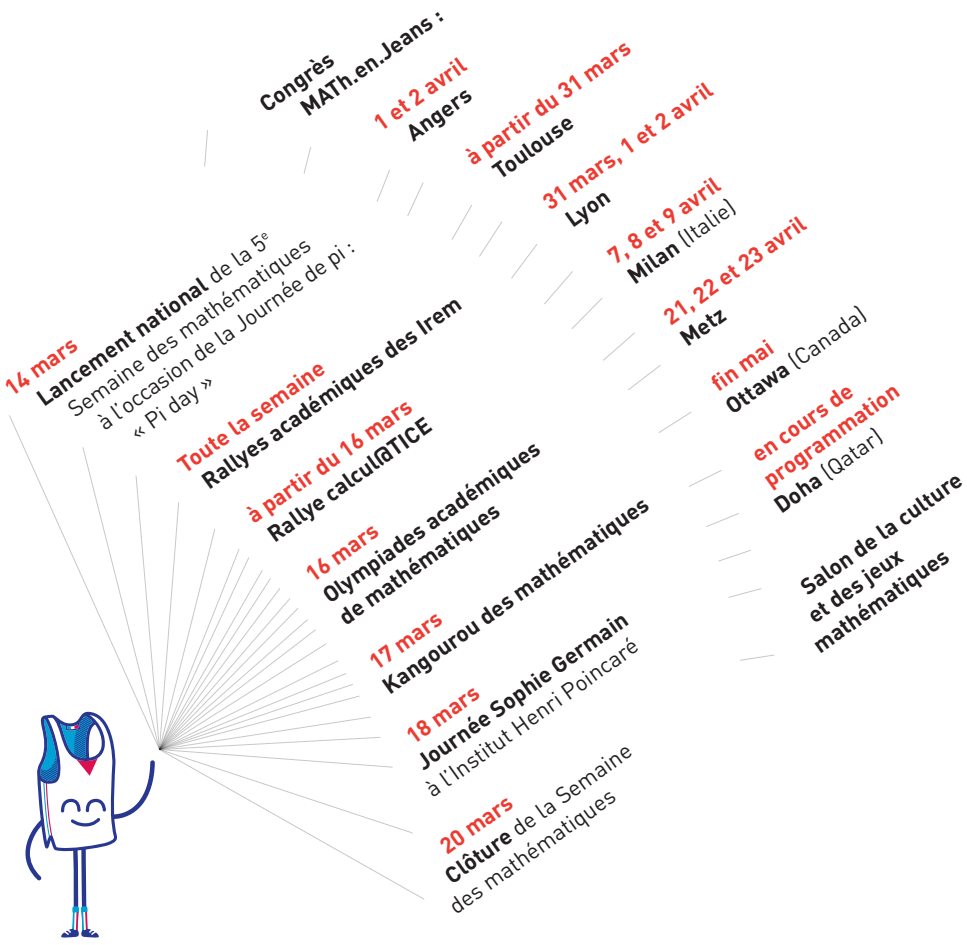 14 mars
Lancement national de la 5e
Semaine des mathématiques
à l'occasion de la Journée de pi :
« Pi day »
Toute la semaine
Rallyes académiques des Irem
à partir du 16 mars
Rallye calcul@TICE
16 mars
Olympiades académiques
de mathématiques
17 mars
Kangourou des mathématiques
18 mars
Journée Sophie Germain
à l'Institut Henri Poincaré
20 mars
Clôture de la Semaine
des mathématiques
Congrès
MATh.en.Jeans :
1 et 2 avril
Angers
à partir du 31 mars
Toulouse
31 mars, 1 et 2 avril
Lyon
7, 8 et 9 avril
Milan (Italie)
21, 22 et 23 avril
Metz
fin mai
Ottawa (Canada)
en cours de
programmation
Doha (Qatar)
Salon de la culture
et des jeux
mathématiques